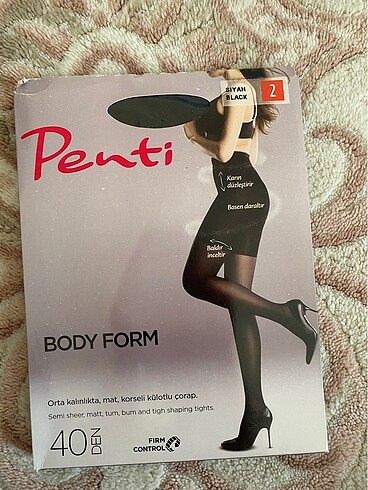 SİYAH
BLACK
2
Penti
Karın
düzleştirir
Basen daraltır
Baldır
inceltir
BODY FORM
Orta kalınlıkta, mat, korseli külotlu çorap.
Semi sheer, matt, tum, bum and tigh shaping tights.
40 DEN
FIRM
CONTROL